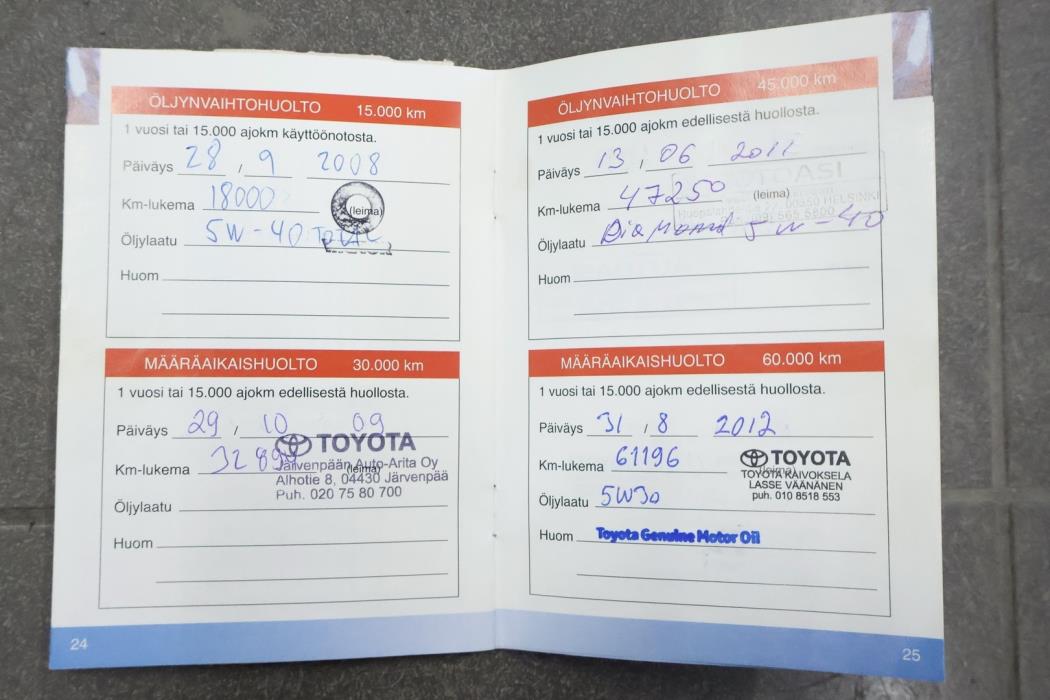 ÖLJYNVAIHTOHUOLTO 15.000 km
1 vuosi tai 15.000 ajokm käyttöönotosta.
Päiväys 28 , 9 2008
Km-lukema 18000
(leima)
Öljylaatu 5W-40 TOTAL
Huom
MÄÄRÄAIKAISHUOLTO 30.000 km
1 vuosi tai 15.000 ajokm edellisestä huollosta.
Päiväys 29 / 10 09
TOYOTA
Km-lukema 32899
Järvenpään Auto-Arita Oy
(leima)
Alhotie 8, 04430 Järvenpää
Puh. 020 75 80 700
Öljylaatu
Huom
24
ÖLJYNVAIHTOHUOLTO 45.000 km
1 vuosi tai 15.000 ajokm edellisestä huollosta.
Päiväys 13 , 06 2011
Km-lukema 47250
(leima)
HELSINKI
Öljylaatu Diamond 5W-40
Huom
MÄÄRÄAIKAISHUOLTO 60.000 km
1 vuosi tai 15.000 ajokm edellisestä huollosta.
Päiväys 31 / 8 2012
Km-lukema 61196
TOYOTA
(leima)
TOYOTA KAIVOKSELA
LASSE VÄÄNÄNEN
puh. 010 8518 553
Öljylaatu 5W30
Huom Toyota Genuine Motor Oil
25